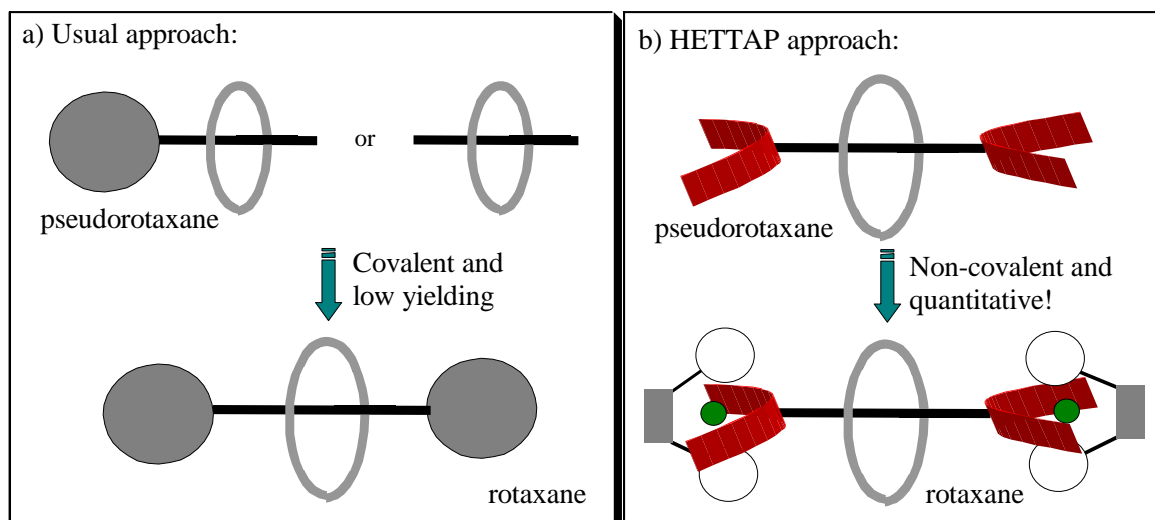 a) Usual approach:
or
pseudorotaxane
Covalent and
low yielding
rotaxane
b) HETTAP approach:
pseudorotaxane
Non-covalent and
quantitative!
rotaxane